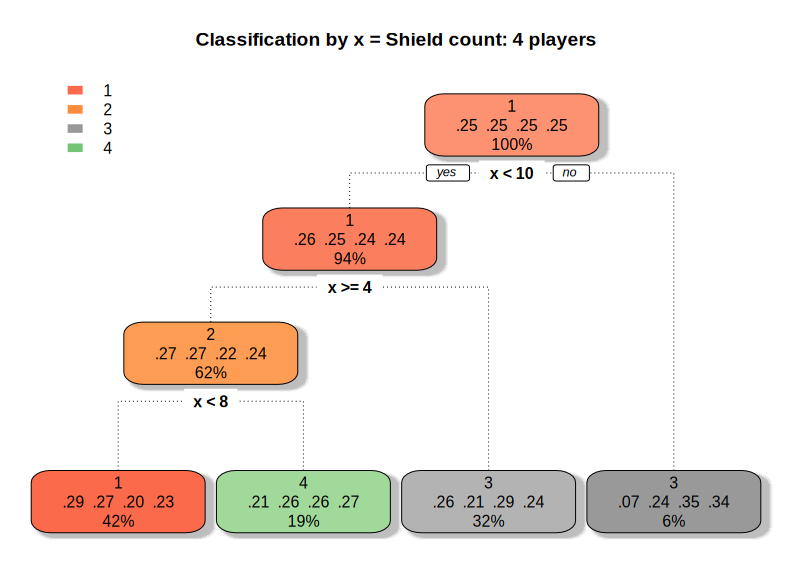 Classification by x = Shield count: 4 players
1
2
3
4
1
.25 .25 .25 .25
100%
yes x < 10 no
1
.26 .25 .24 .24
94%
x >= 4
2
.27 .27 .22 .24
62%
x < 8
1
.29 .27 .20 .23
42%
4
.21 .26 .26 .27
19%
3
.26 .21 .29 .24
32%
3
.07 .24 .35 .34
6%